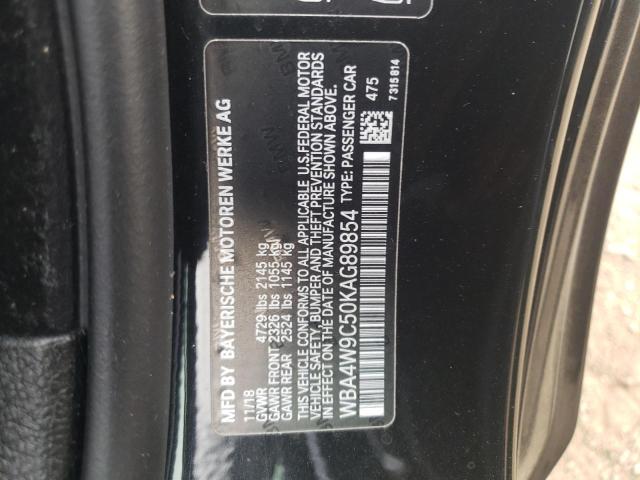 MFD BY BAYERISCHE MOTOREN WERKE AG
11/18
GVWR 4729 lbs 2145 kg
GAWR FRONT 2326 lbs 1055 kg
GAWR REAR 2524 lbs 1145 kg
THIS VEHICLE CONFORMS TO ALL APPLICABLE U.S. FEDERAL MOTOR
VEHICLE SAFETY, BUMPER AND THEFT PREVENTION STANDARDS
IN EFFECT ON THE DATE OF MANUFACTURE SHOWN ABOVE.
WBA4W9C50KAG89854 TYPE: PASSENGER CAR
475
7315814
BMW
BMW